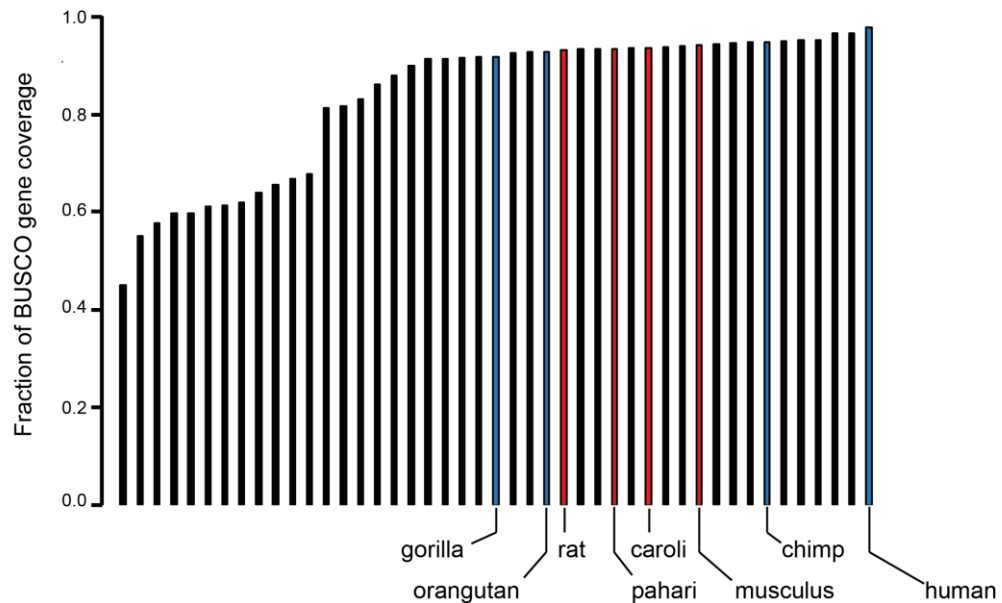 Fraction of BUSCO gene coverage
1.0
0.8
0.6
0.4
0.2
0.0
gorilla
rat
caroli
chimp
orangutan
pahari
musculus
human